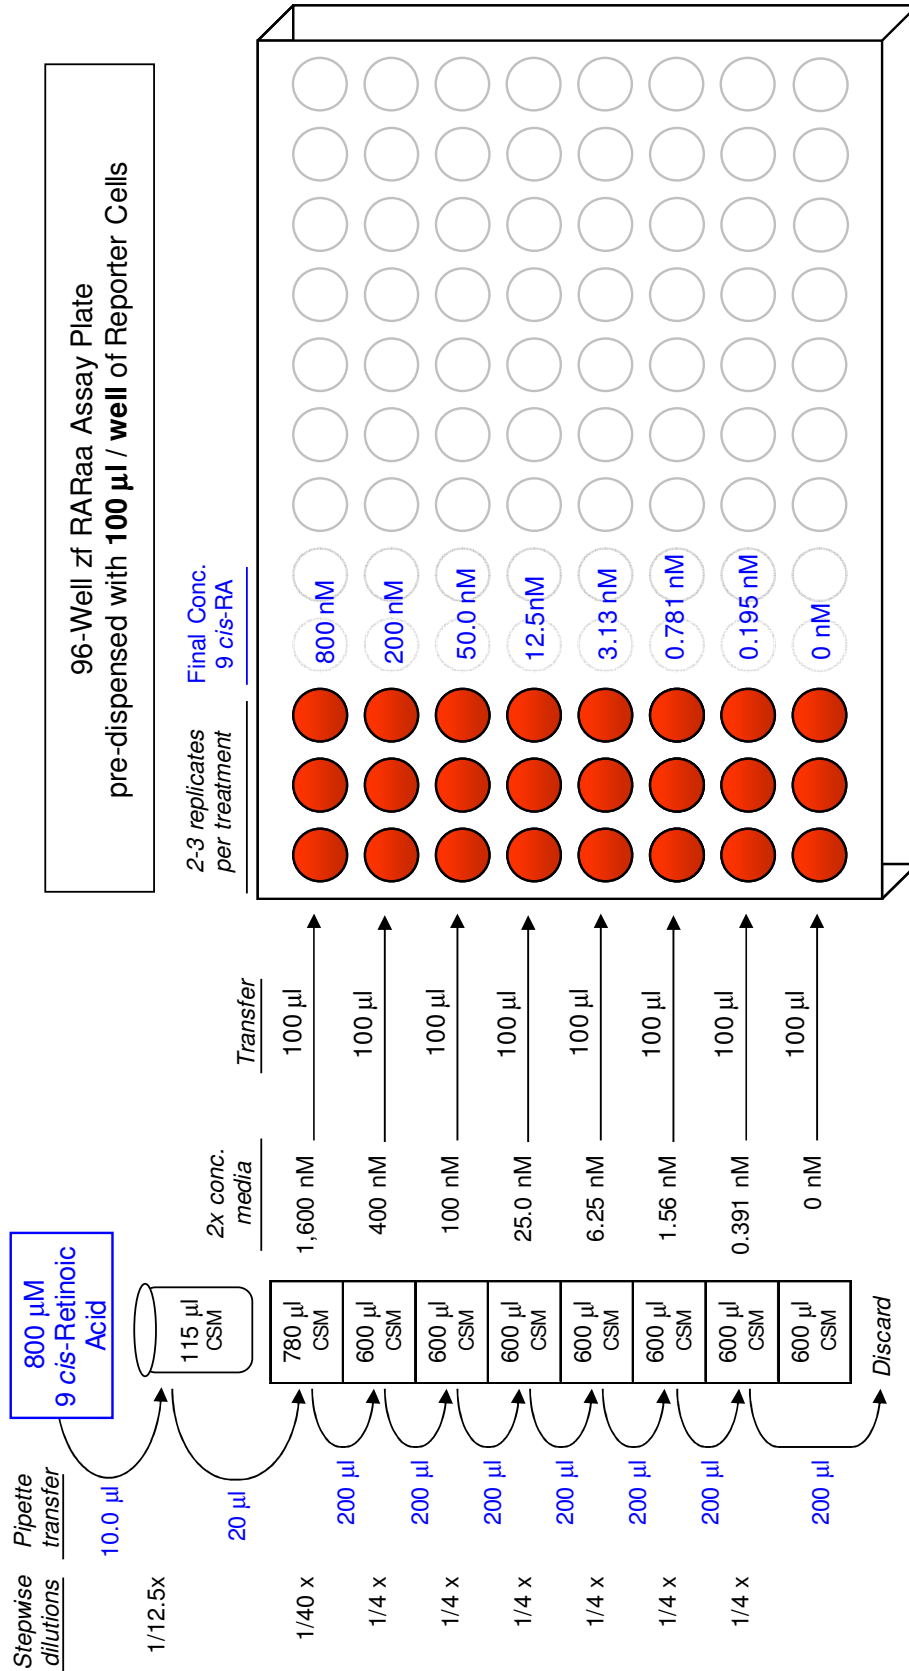 96-Well zf RARaa Assay Plate
pre-dispensed with 100 µl / well of Reporter Cells
Stepwise
dilutions
Pipette
transfer
800 µM
9 cis-Retinoic
Acid
2x conc.
media
Transfer
2-3 replicates
per treatment
Final Conc.
9 cis-RA
10.0 µl
1/12.5x
115 µl
CSM
20 µl
1/40 x
780 µl
CSM
1,600 nM
100 µl
800 nM
200 µl
1/4 x
600 µl
CSM
400 nM
100 µl
200 nM
200 µl
1/4 x
600 µl
CSM
100 nM
100 µl
50.0 nM
200 µl
1/4 x
600 µl
CSM
25.0 nM
100 µl
12.5nM
200 µl
1/4 x
600 µl
CSM
6.25 nM
100 µl
3.13 nM
200 µl
1/4 x
600 µl
CSM
1.56 nM
100 µl
0.781 nM
200 µl
1/4 x
600 µl
CSM
0.391 nM
100 µl
0.195 nM
200 µl
600 µl
CSM
0 nM
100 µl
0 nM
Discard